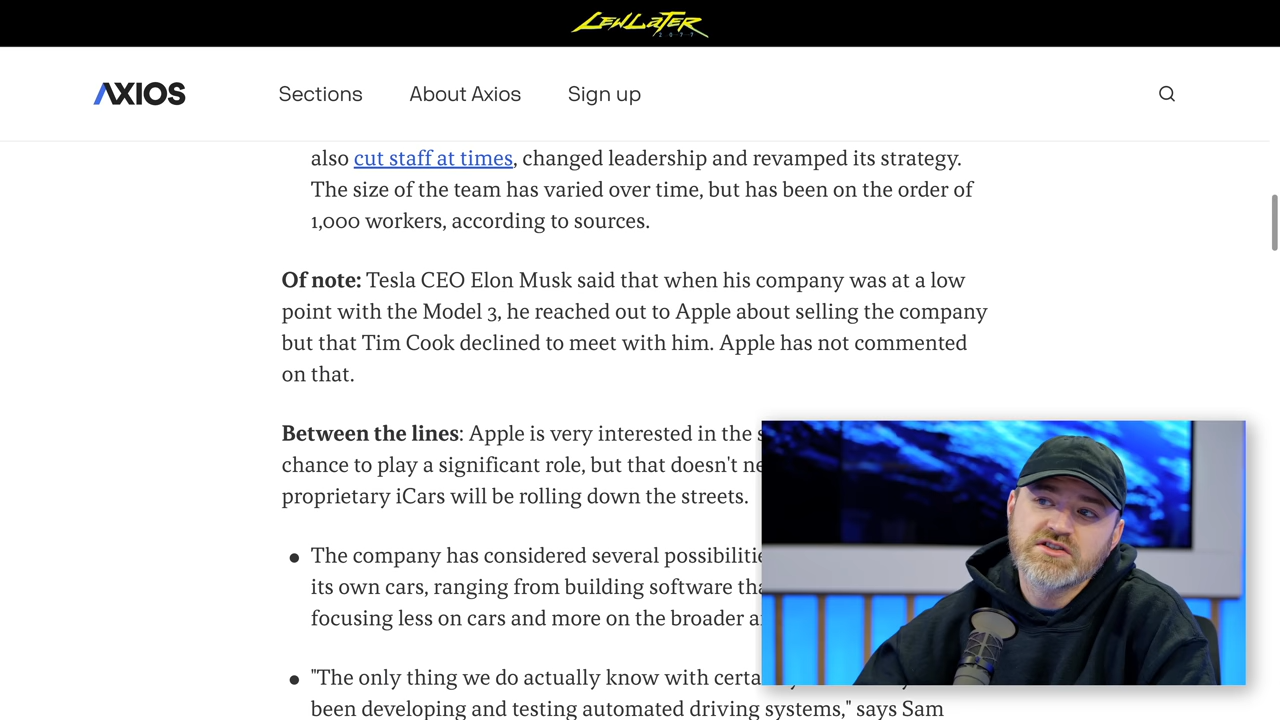 LEWLATER
2077
AXIOS
Sections
About Axios
Sign up
also cut staff at times, changed leadership and revamped its strategy.
The size of the team has varied over time, but has been on the order of
1,000 workers, according to sources.
Of note: Tesla CEO Elon Musk said that when his company was at a low
point with the Model 3, he reached out to Apple about selling the company
but that Tim Cook declined to meet with him. Apple has not commented
on that.
Between the lines: Apple is very interested in the
chance to play a significant role, but that doesn't
proprietary iCars will be rolling down the streets.
The company has considered several
its own cars, ranging from building software
focusing less on cars and more on the broader
"The only thing we do actually know with
been developing and testing automated driving systems," says Sam